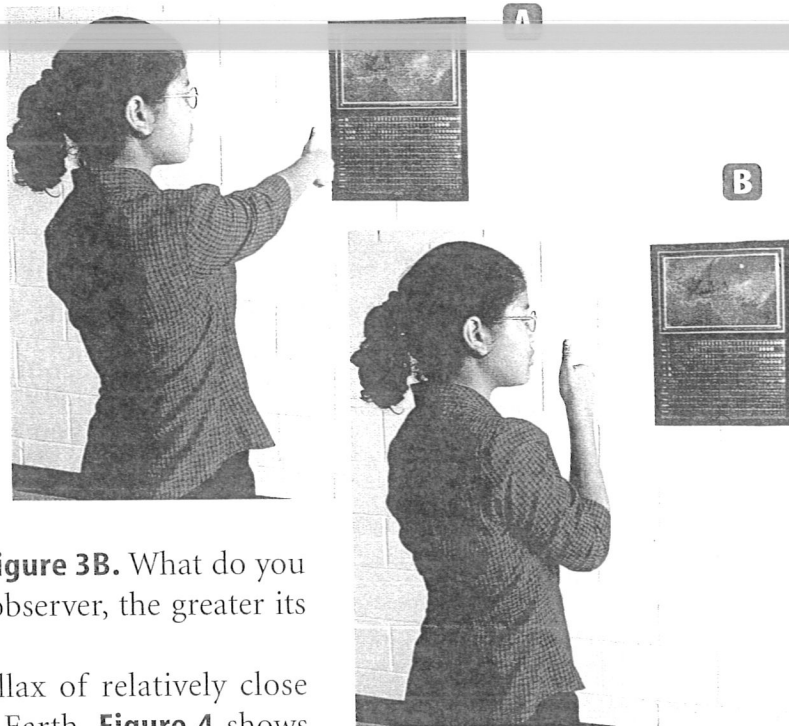 A
B
igure 3B. What do you
observer, the greater its
llax of relatively close
Earth. Figure 4 shows